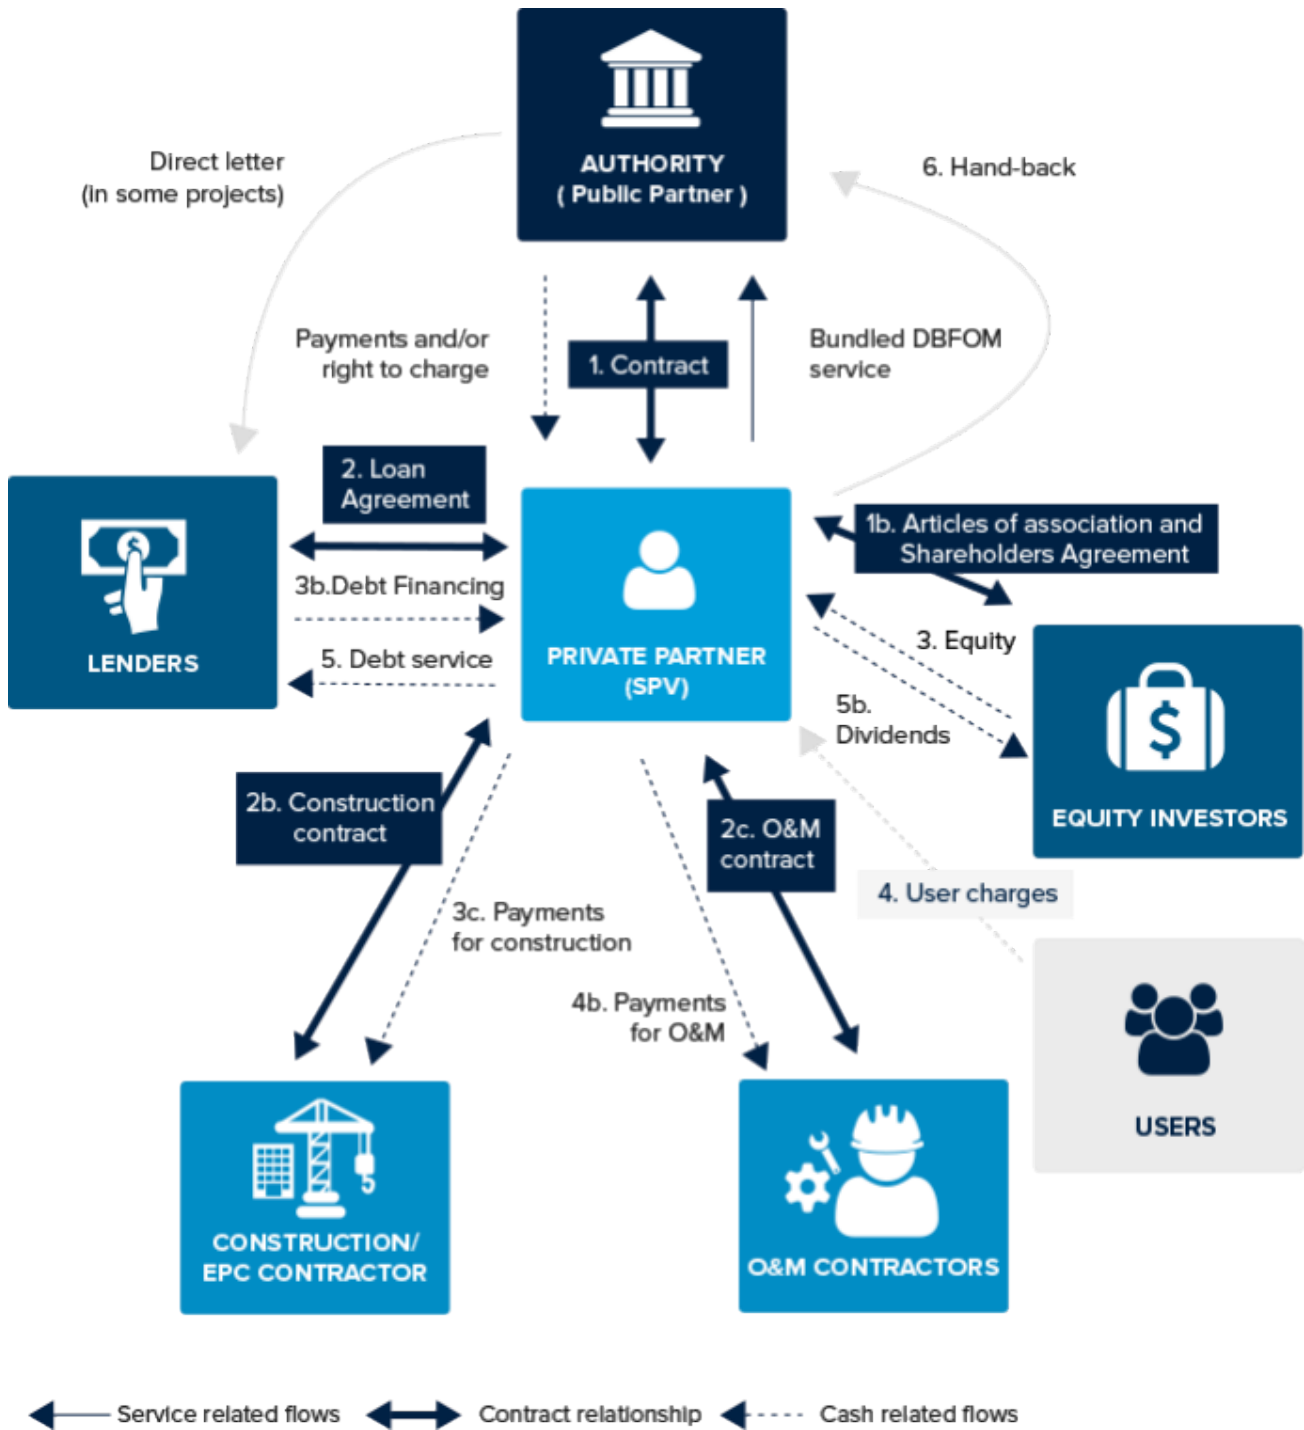 AUTHORITY
( Public Partner )
Direct letter
(in some projects)
6. Hand-back
Payments and/or
right to charge
1. Contract
Bundled DBFOM
service
2. Loan
Agreement
1b. Articles of association and
Shareholders Agreement
3b.Debt Financing
5. Debt service
LENDERS
PRIVATE PARTNER
(SPV)
3. Equity
5b.
Dividends
EQUITY INVESTORS
2b. Construction
contract
2c. O&M
contract
4. User charges
3c. Payments
for construction
4b. Payments
for O&M
USERS
CONSTRUCTION/
EPC CONTRACTOR
O&M CONTRACTORS
Service related flows
Contract relationship
Cash related flows